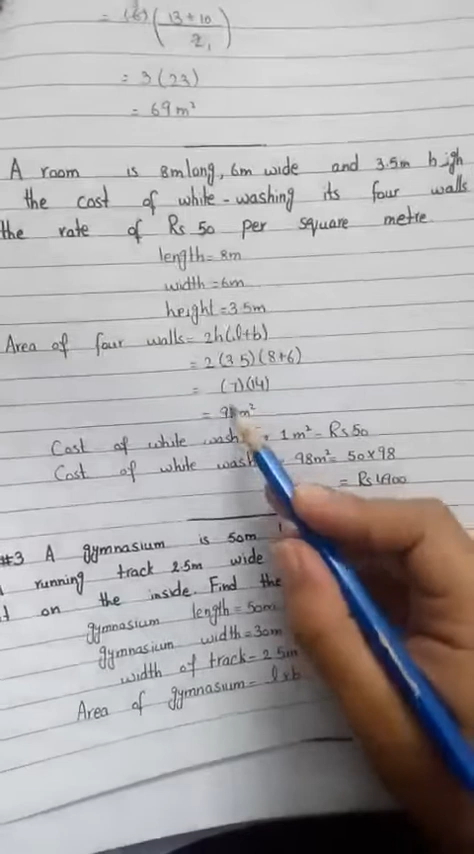 = (6) (13+10 / 2,)
= 3(23)
= 69m²
A room is 8m long, 6m wide and 3.5m high
the cost of white-washing its four walls
the rate of Rs 50 per square metre
length = 8m
width = 6m
height = 3.5m
Area of four walls = 2h(l+b)
= 2(3.5)(8+6)
= (7)(14)
= 98m²
Cost of white wash 1m² = Rs 50
Cost of white wash 98m² = 50×98
= Rs 4900
#3 A gymnasium is 50m
running track 2.5m wide
on the inside. Find the
gymnasium length = 50m
gymnasium width = 30m
width of track = 2.5m
Area of gymnasium = l×b